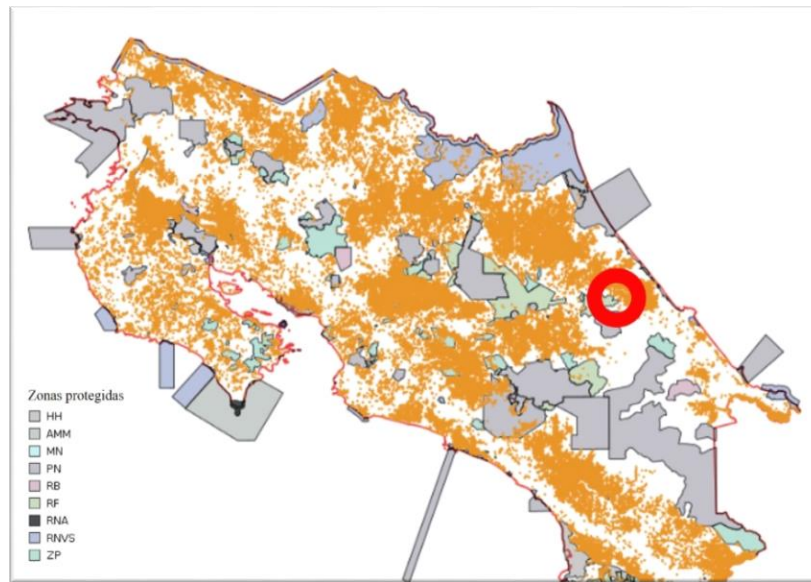 Zonas protegidas
HH
AMM
MN
PN
RB
RF
RNA
RNVS
ZP